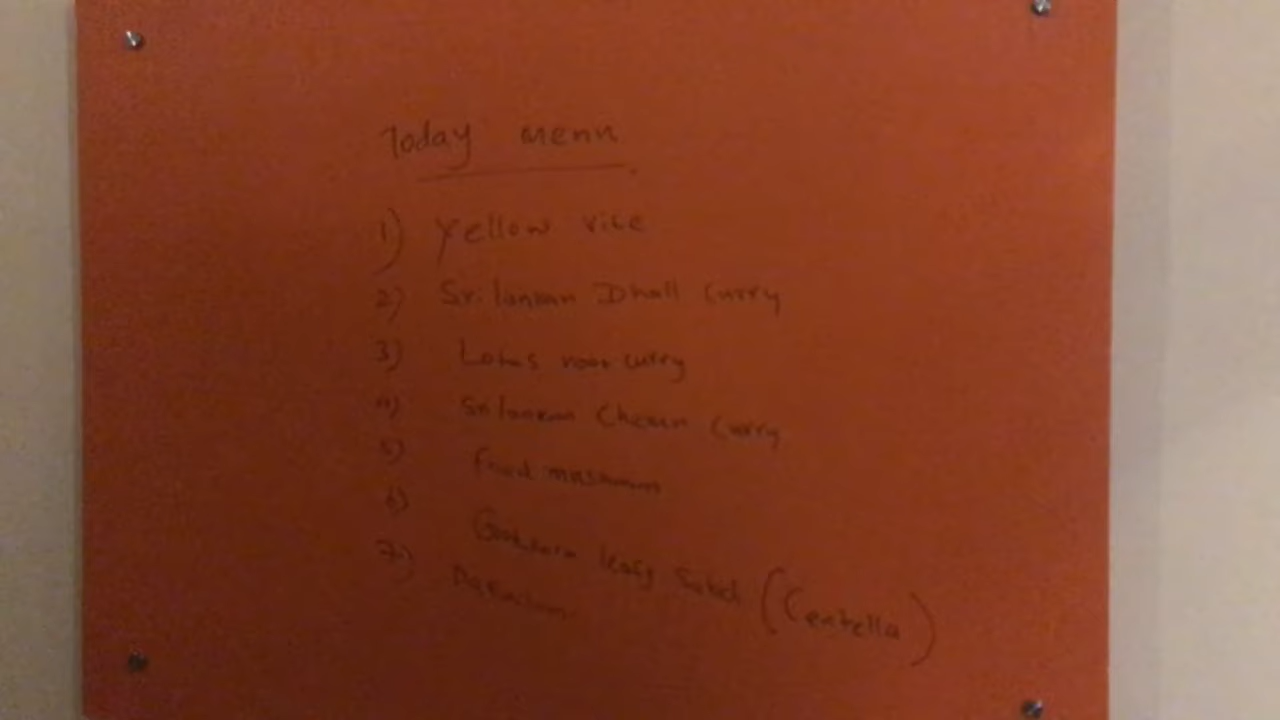 Today menu
1) Yellow rice
2) Sri lankan Dhall Curry
3) Lotus root curry
4) Sri lankan Chicken Curry
5) Fried mushroom
6) leafy Salad (Centella)
7)